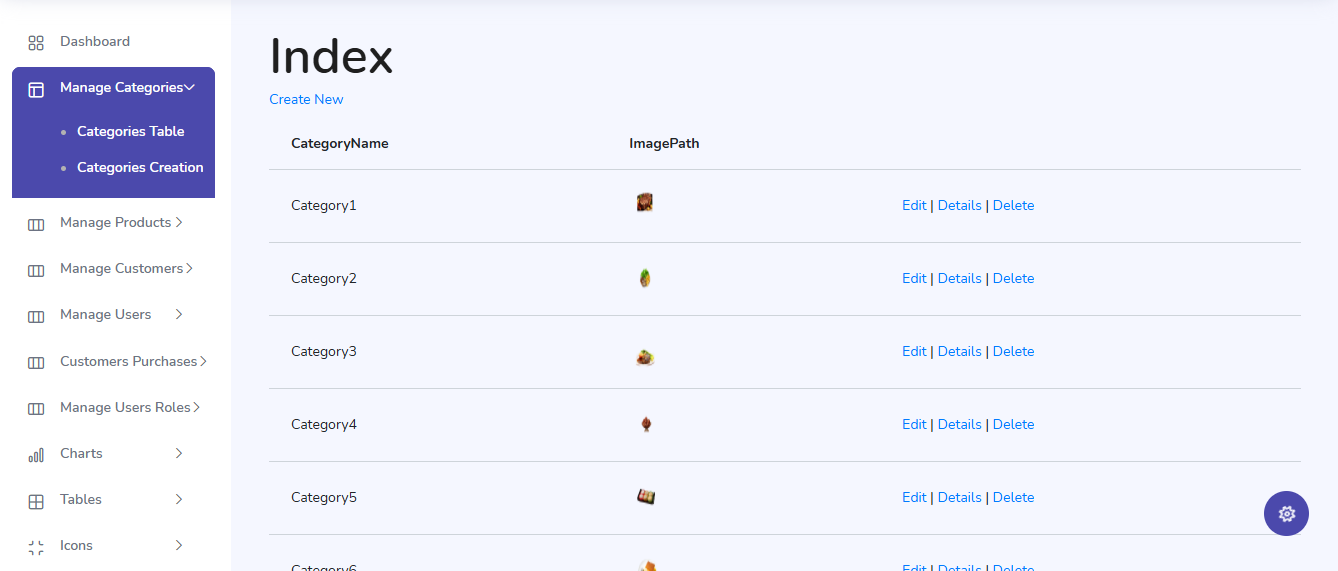 Dashboard
Manage Categories
Categories Table
Categories Creation
Manage Products
Manage Customers
Manage Users
Customers Purchases
Manage Users Roles
Charts
Tables
Icons
Index
Create New
CategoryName ImagePath
Category1 Edit | Details | Delete
Category2 Edit | Details | Delete
Category3 Edit | Details | Delete
Category4 Edit | Details | Delete
Category5 Edit | Details | Delete
Category6 Edit | Details | Delete